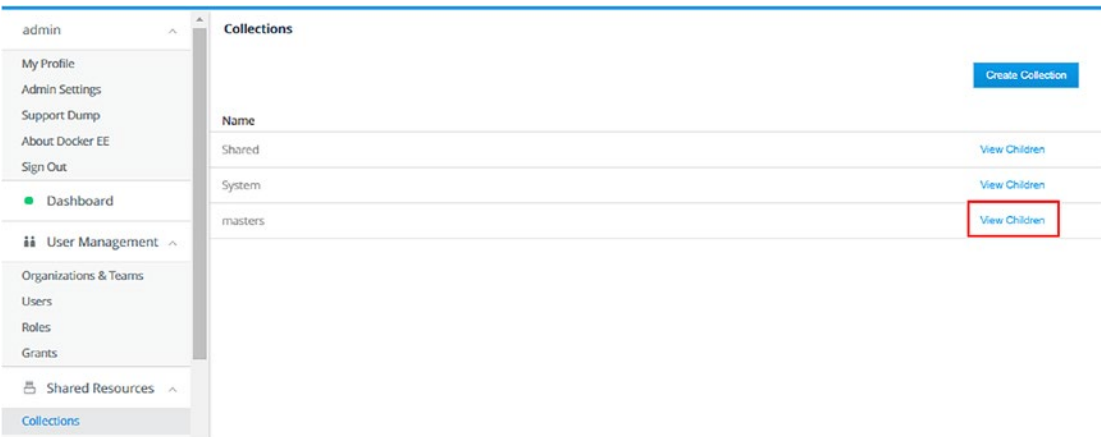 admin
My Profile
Admin Settings
Support Dump
About Docker EE
Sign Out
Dashboard
User Management
Organizations & Teams
Users
Roles
Grants
Shared Resources
Collections
Collections
Create Collection
Name
Shared View Children
System View Children
masters View Children